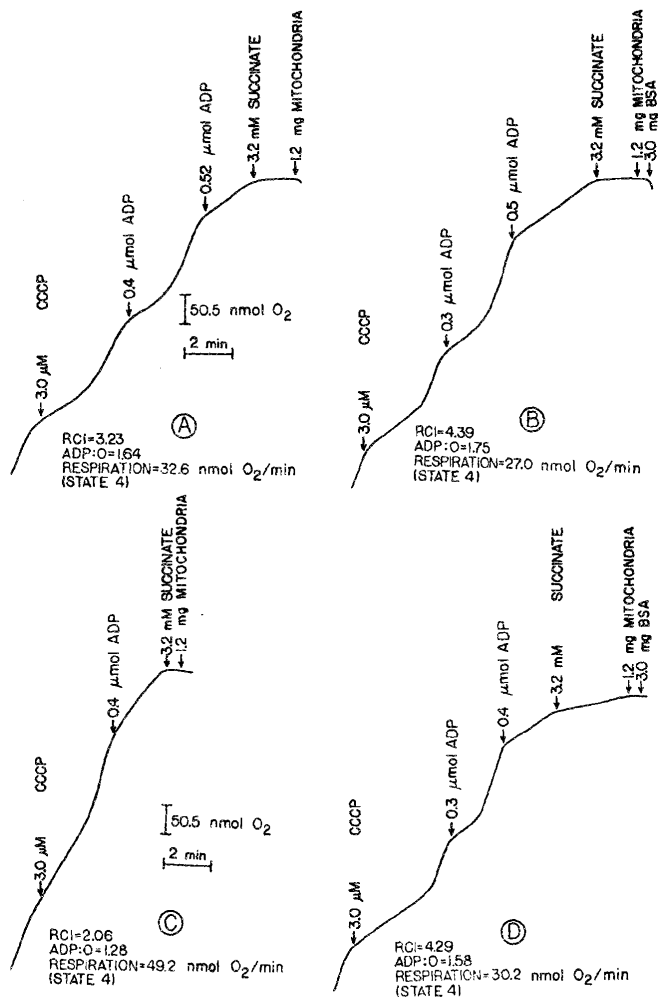 CCCP
3.0 μM
0.4 μmol ADP
0.52 μmol ADP
3.2 mM SUCCINATE
1.2 mg MITOCHONDRIA
50.5 nmol O2
2 min
A
RCI=3.23
ADP:O=1.64
RESPIRATION=32.6 nmol O2/min
(STATE 4)
CCCP
3.0 μM
0.3 μmol ADP
0.5 μmol ADP
3.2 mM SUCCINATE
1.2 mg MITOCHONDRIA
3.0 mg BSA
B
RCI=4.39
ADP:O=1.75
RESPIRATION=27.0 nmol O2/min
(STATE 4)
CCCP
3.0 μM
0.4 μmol ADP
3.2 mM SUCCINATE
1.2 mg MITOCHONDRIA
50.5 nmol O2
2 min
C
RCI=2.06
ADP:O=1.28
RESPIRATION=49.2 nmol O2/min
(STATE 4)
CCCP
3.0 μM
0.3 μmol ADP
0.4 μmol ADP
3.2 mM SUCCINATE
1.2 mg MITOCHONDRIA
3.0 mg BSA
D
RCI=4.29
ADP:O=1.58
RESPIRATION=30.2 nmol O2/min
(STATE 4)